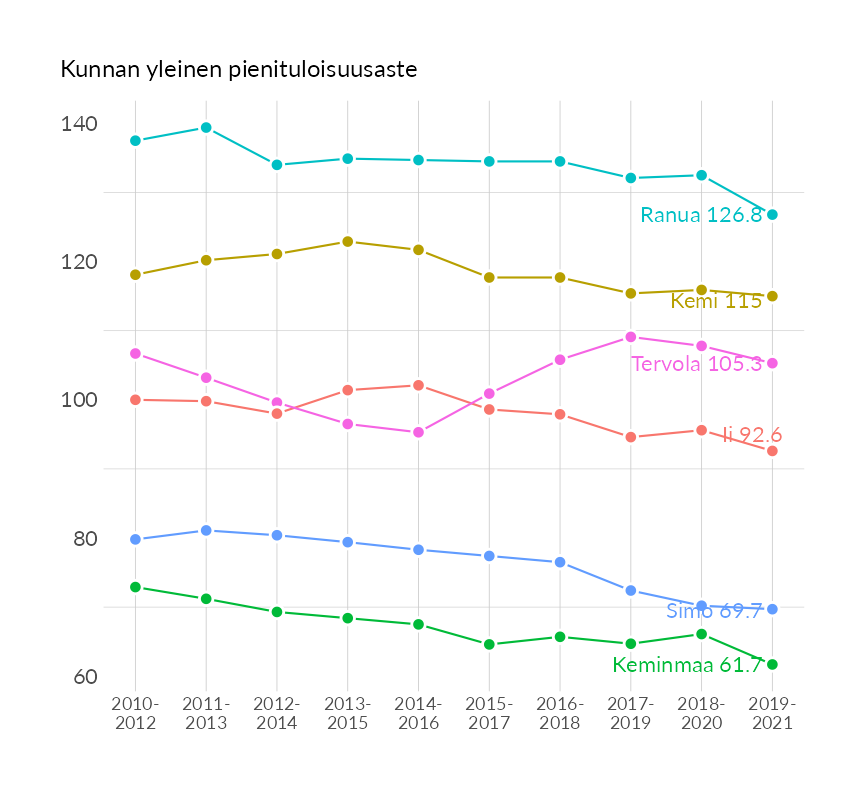 Kunnan yleinen pienituloisuusaste
140
120
100
80
60
Ranua 126.8
Kemi 115
Tervola 105.3
Ii 92.6
Simo 69.7
Keminmaa 61.7
2010- 2011- 2012- 2013- 2014- 2015- 2016- 2017- 2018- 2019-
2012 2013 2014 2015 2016 2017 2018 2019 2020 2021